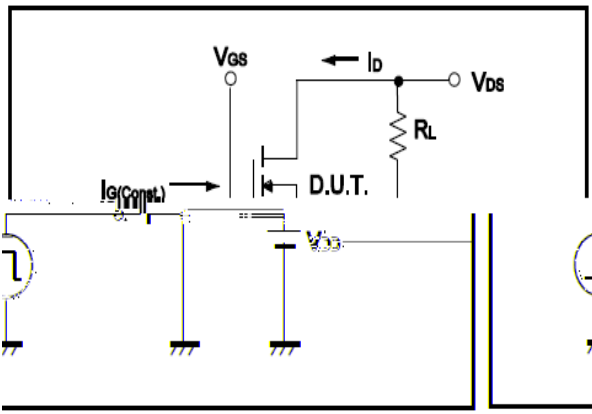 VGS
ID
VDS
RL
IG(Const.)
D.U.T.
VDD